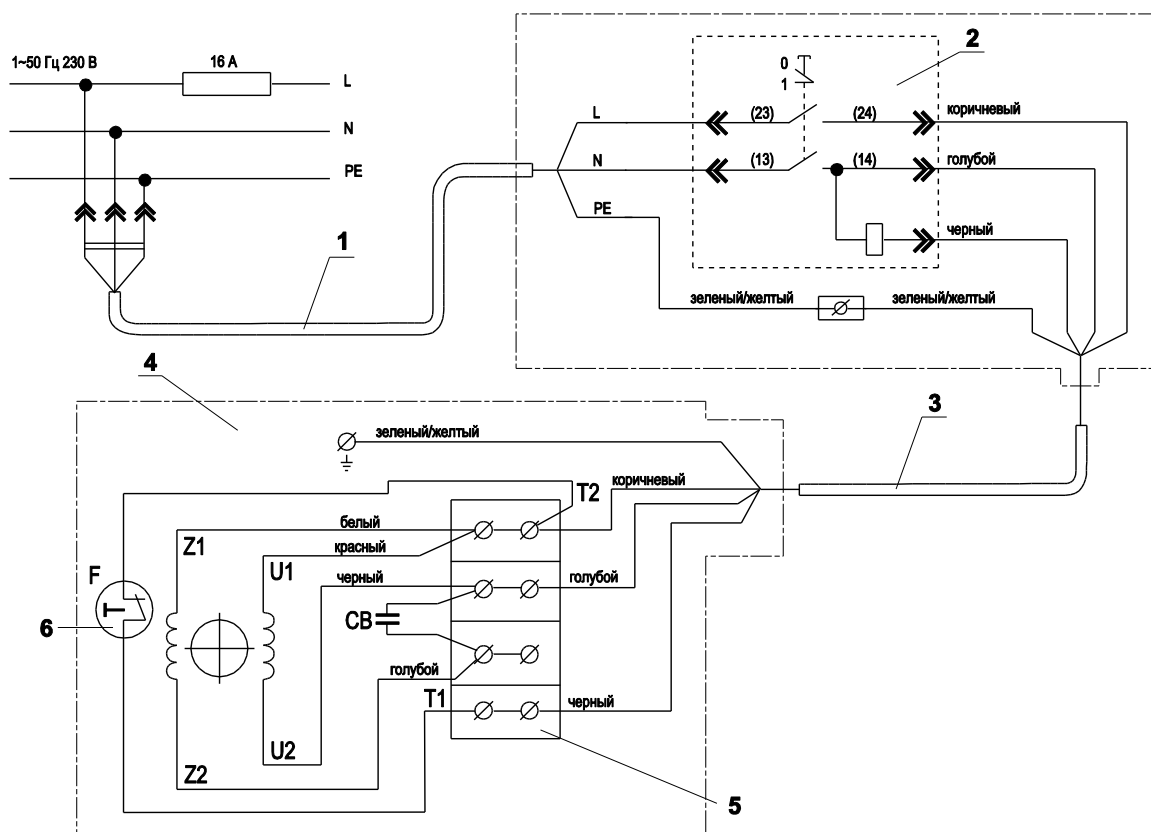 1~50 Гц 230 В
16 А
L
N
PE
1
2
0
1
L
(23)
(24)
коричневый
N
(13)
(14)
голубой
PE
черный
зеленый/желтый
зеленый/желтый
4
3
зеленый/желтый
T2
коричневый
белый
Z1
красный
U1
F
черный
голубой
CB
6
голубой
T1
черный
U2
Z2
5